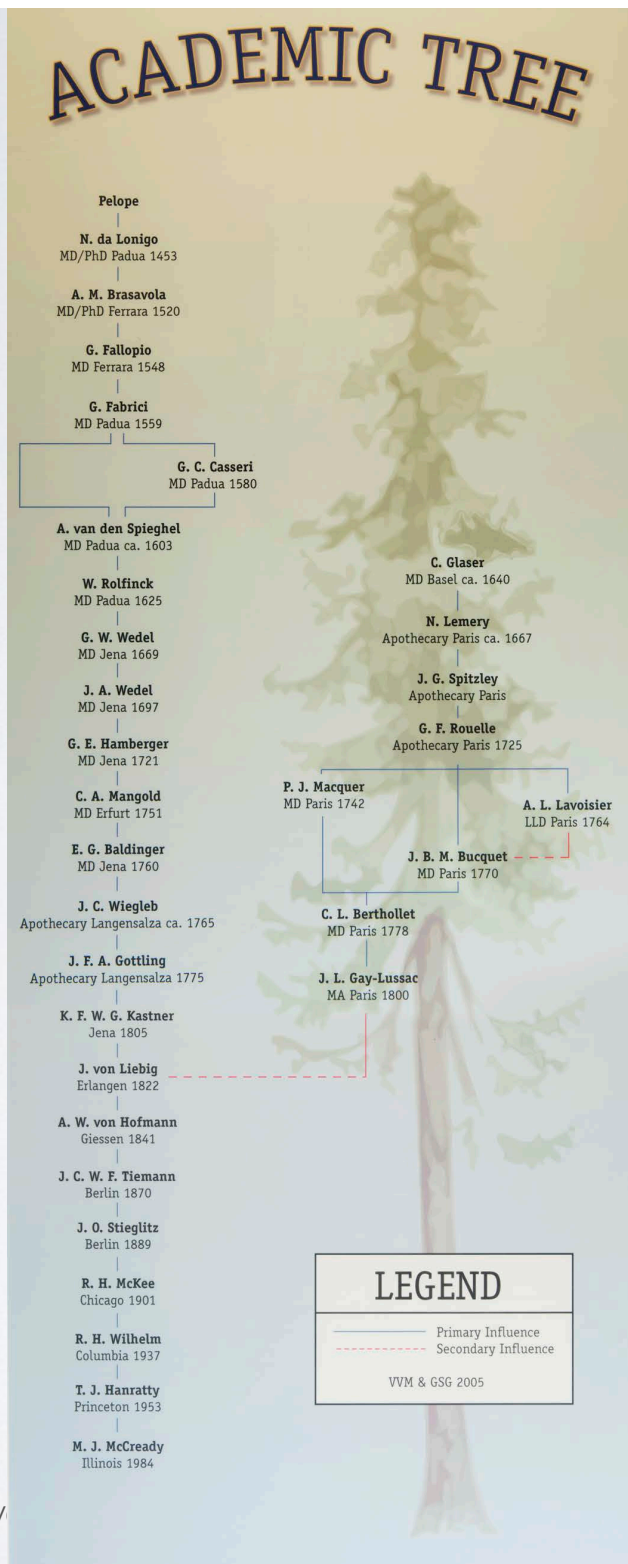 ACADEMIC TREE
Pelope
N. da Lonigo
MD/PhD Padua 1453
A. M. Brasavola
MD/PhD Ferrara 1520
G. Fallopio
MD Ferrara 1548
G. Fabrici
MD Padua 1559
G. C. Casseri
MD Padua 1580
A. van den Spieghel
MD Padua ca. 1603
W. Rolfinck
MD Padua 1625
G. W. Wedel
MD Jena 1669
J. A. Wedel
MD Jena 1697
G. E. Hamberger
MD Jena 1721
C. A. Mangold
MD Erfurt 1751
E. G. Baldinger
MD Jena 1760
J. C. Wiegleb
Apothecary Langensalza ca. 1765
J. F. A. Gottling
Apothecary Langensalza 1775
K. F. W. G. Kastner
Jena 1805
J. von Liebig
Erlangen 1822
A. W. von Hofmann
Giessen 1841
J. C. W. F. Tiemann
Berlin 1870
J. O. Stieglitz
Berlin 1889
R. H. McKee
Chicago 1901
R. H. Wilhelm
Columbia 1937
T. J. Hanratty
Princeton 1953
M. J. McCready
Illinois 1984
C. Glaser
MD Basel ca. 1640
N. Lemery
Apothecary Paris ca. 1667
J. G. Spitzley
Apothecary Paris
G. F. Rouelle
Apothecary Paris 1725
P. J. Macquer
MD Paris 1742
A. L. Lavoisier
LLD Paris 1764
J. B. M. Bucquet
MD Paris 1770
C. L. Berthollet
MD Paris 1778
J. L. Gay-Lussac
MA Paris 1800
LEGEND
Primary Influence
Secondary Influence
VVM & GSG 2005